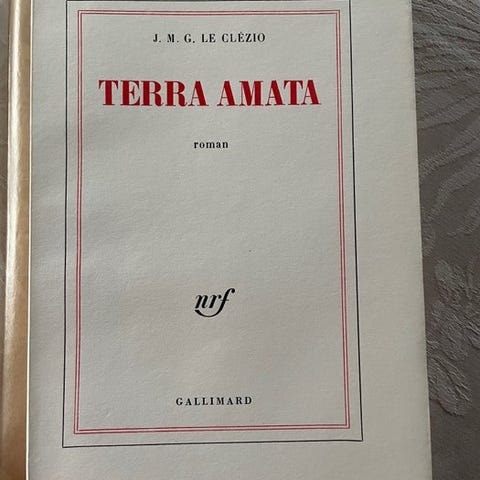 J. M. G. LE CLÉZIO
TERRA AMATA
roman
nrf
GALLIMARD